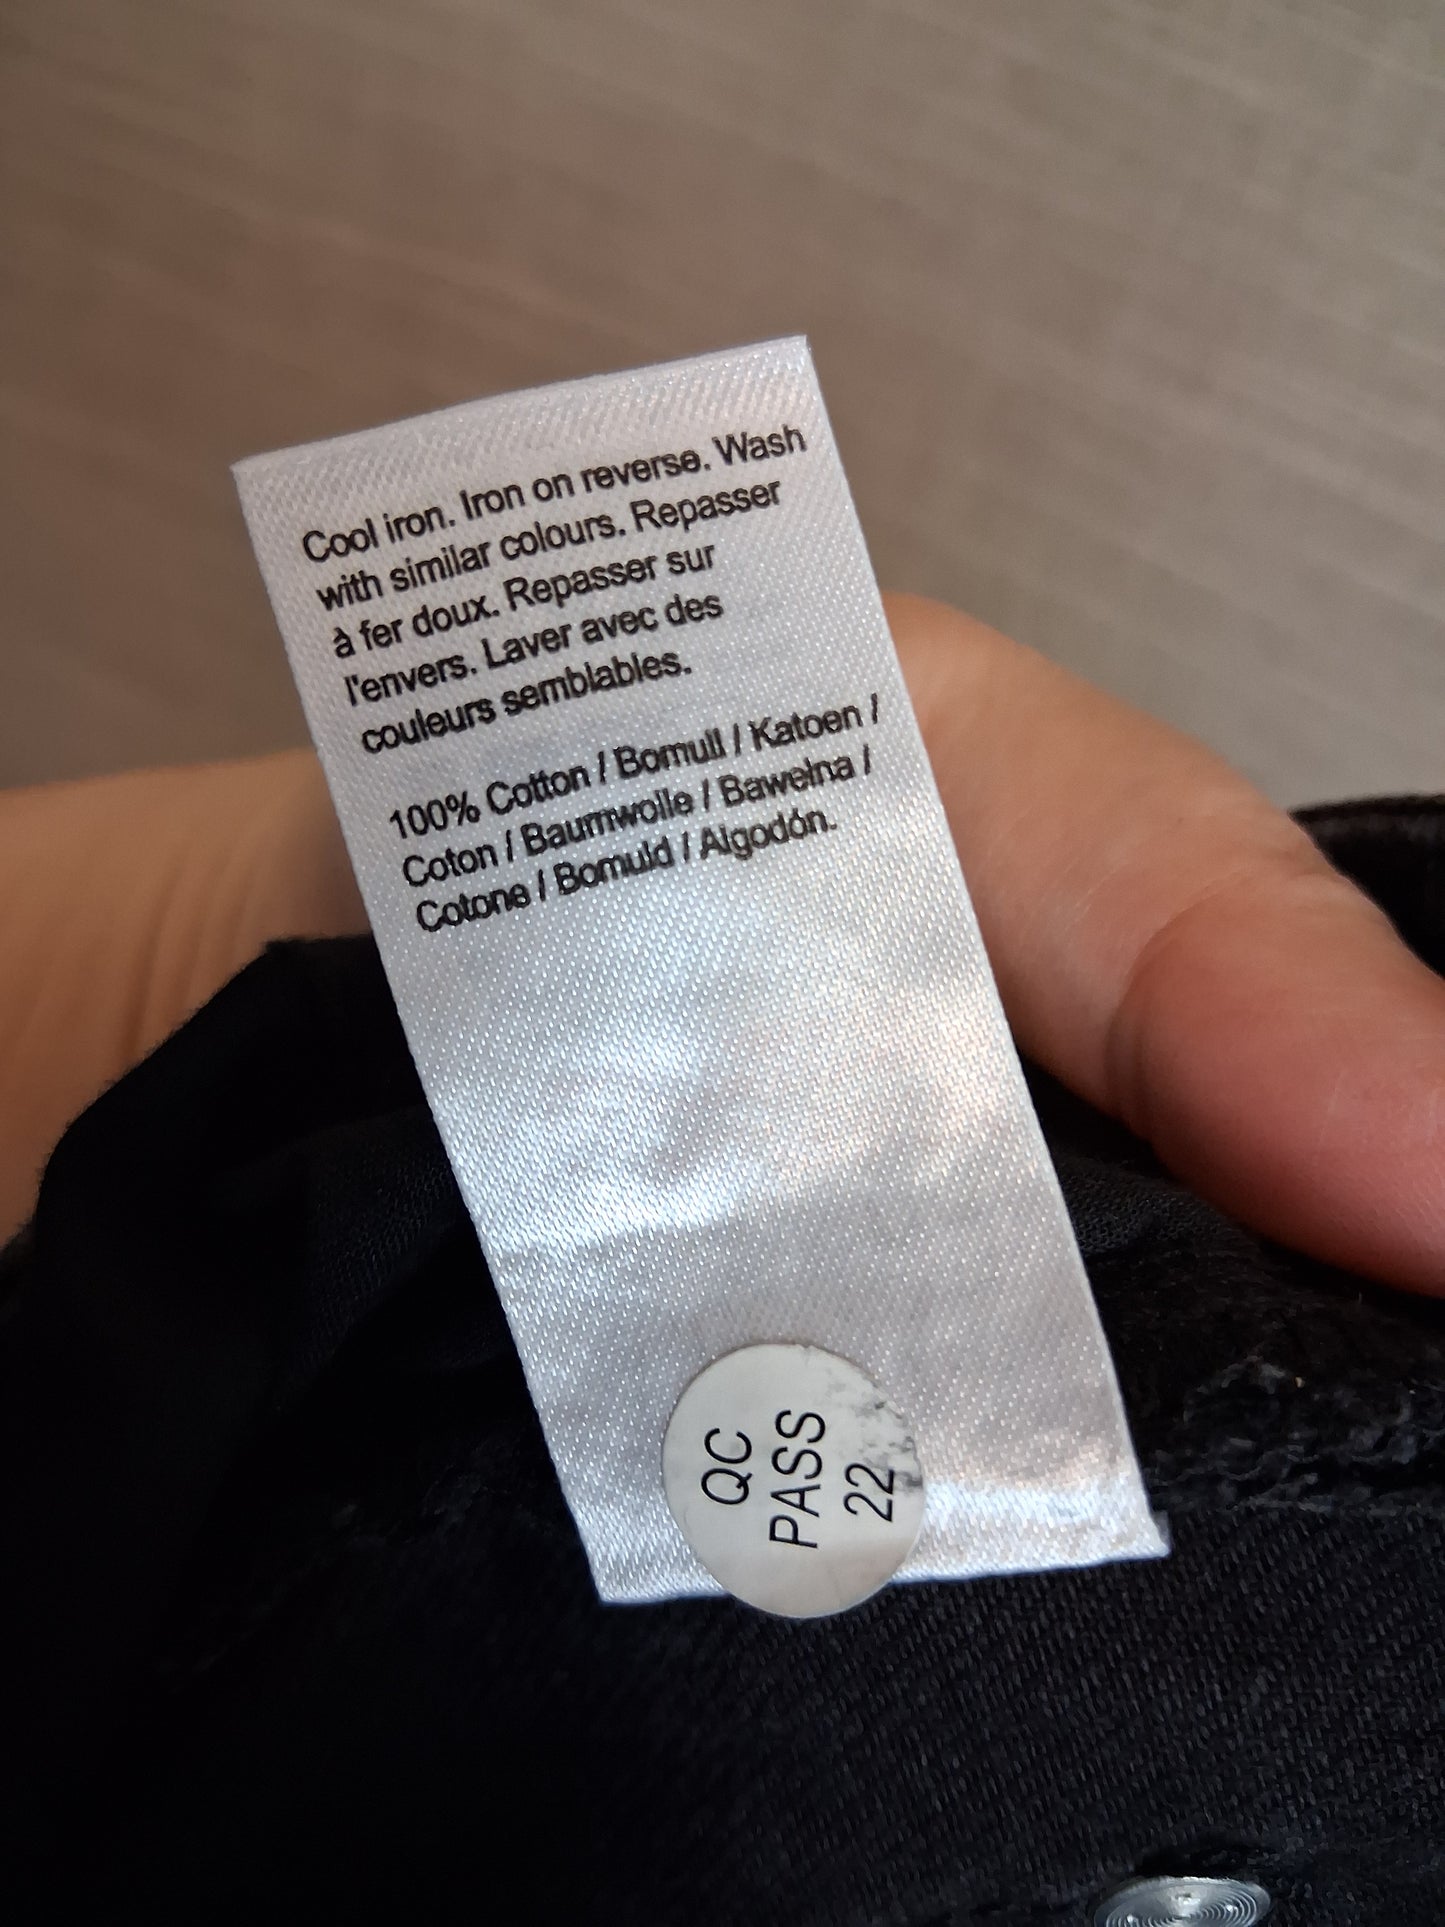 Cool iron. Iron on reverse. Wash
with similar colours. Repasser
à fer doux. Repasser sur
l'envers. Laver avec des
couleurs semblables.
100% Cotton / Bomull / Katoen /
Coton / Baumwolle / Bawełna /
Cotone / Bomuld / Algodón.
QC
PASS
22